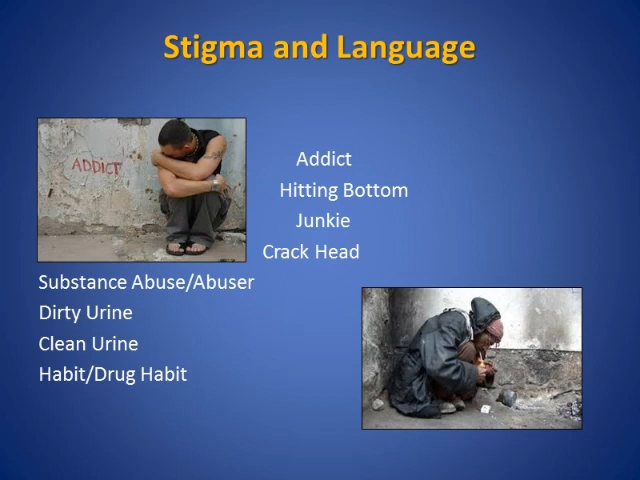 Stigma and Language
ADDICT
Addict
Hitting Bottom
Junkie
Crack Head
Substance Abuse/Abuser
Dirty Urine
Clean Urine
Habit/Drug Habit